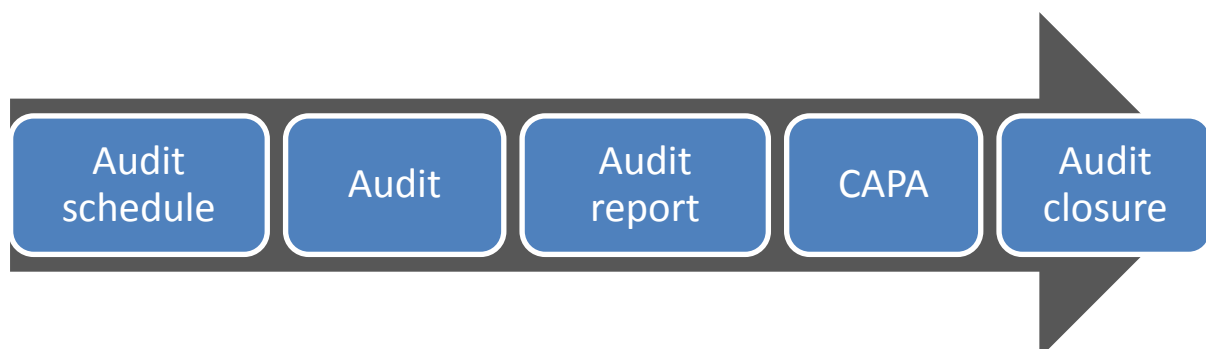 Audit
schedule
Audit
Audit
report
CAPA
Audit
closure